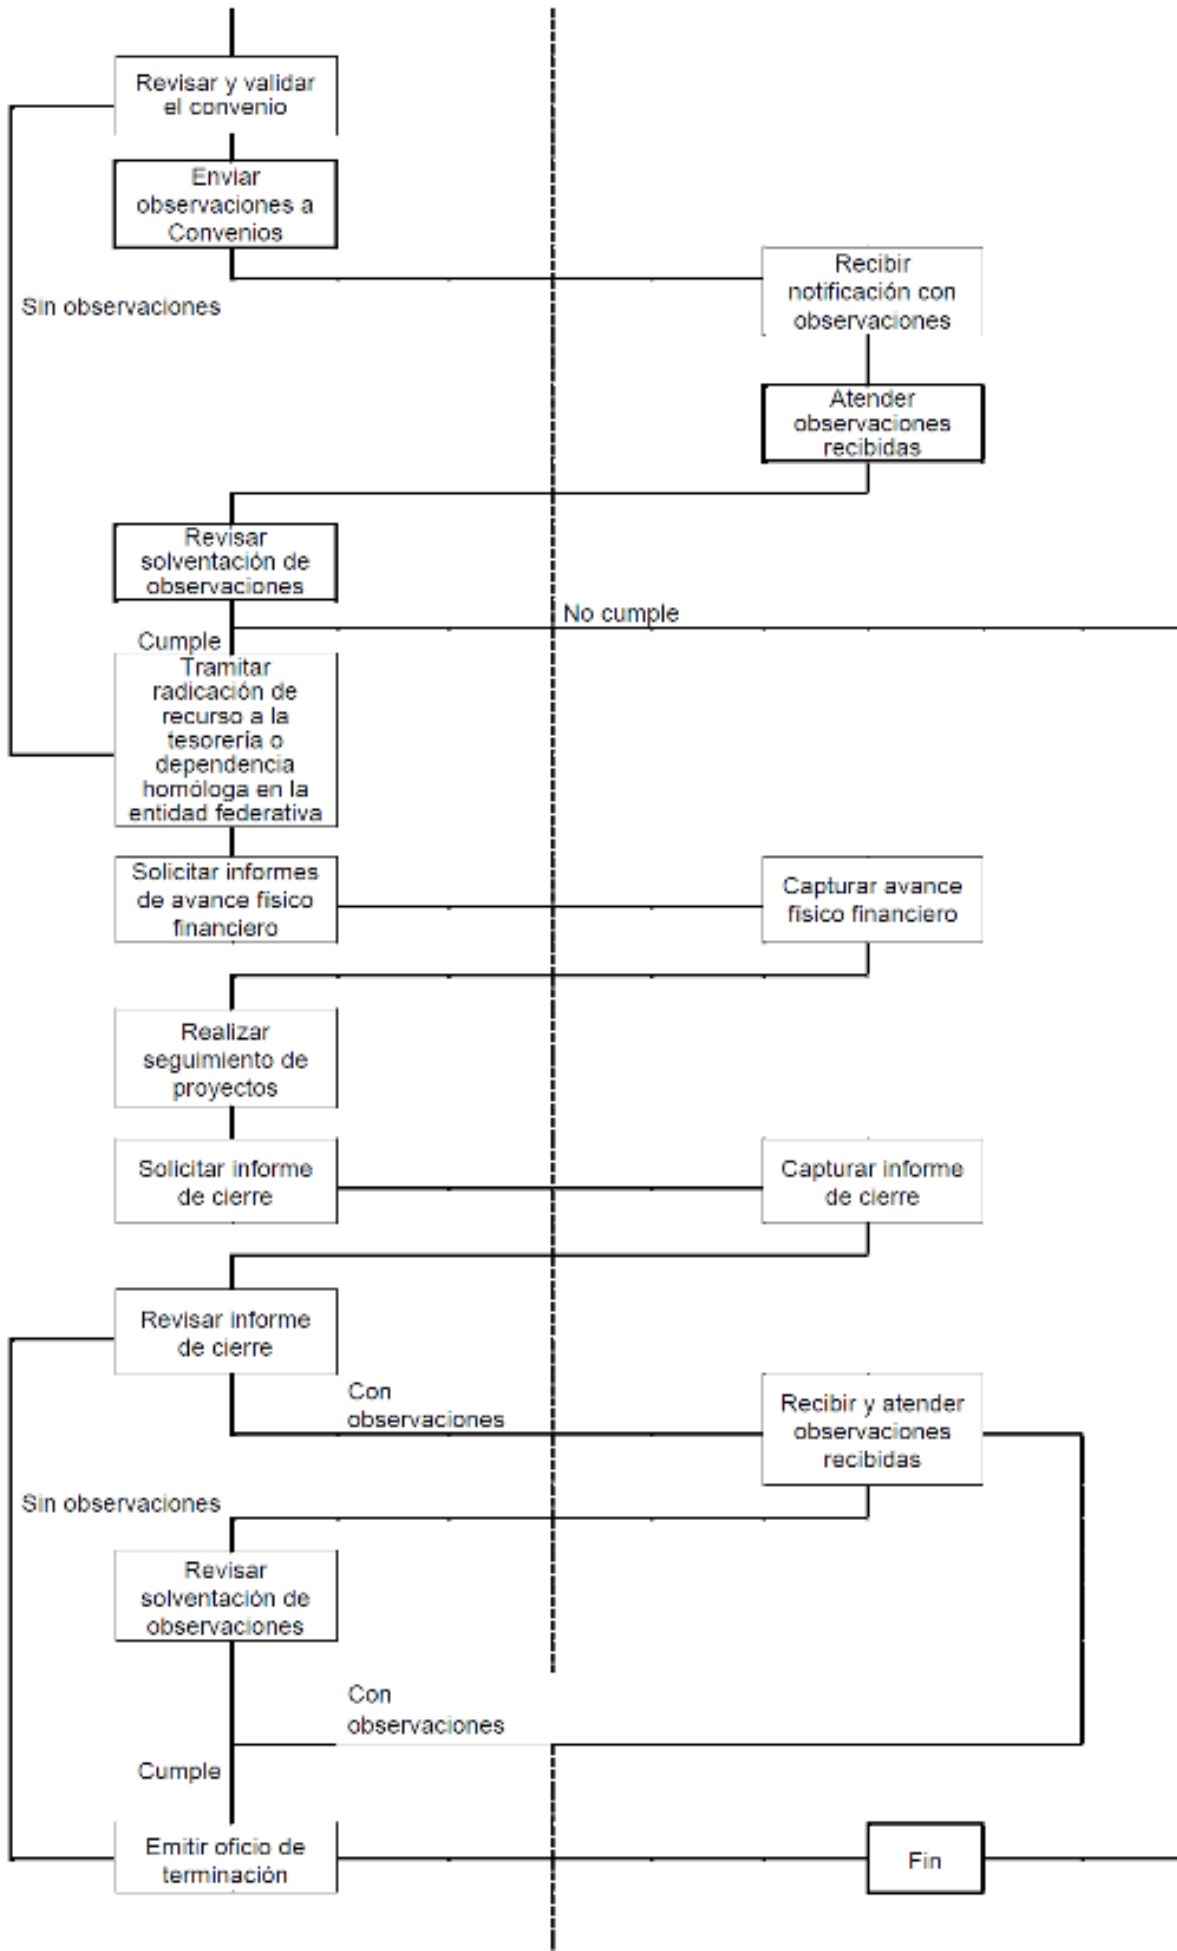 Revisar y validar
el convenio
Enviar
observaciones a
Convenios
Recibir
notificación con
observaciones
Sin observaciones
Atender
observaciones
recibidas
Revisar
solventación de
observaciones
No cumple
Cumple
Tramitar
radicación de
recurso a la
tesorería o
dependencia
homóloga en la
entidad federativa
Solicitar informes
de avance físico
financiero
Capturar avance
físico financiero
Realizar
seguimiento de
proyectos
Solicitar informe
de cierre
Capturar informe
de cierre
Revisar informe
de cierre
Con
observaciones
Recibir y atender
observaciones
recibidas
Sin observaciones
Revisar
solventación de
observaciones
Con
observaciones
Cumple
Emitir oficio de
terminación
Fin